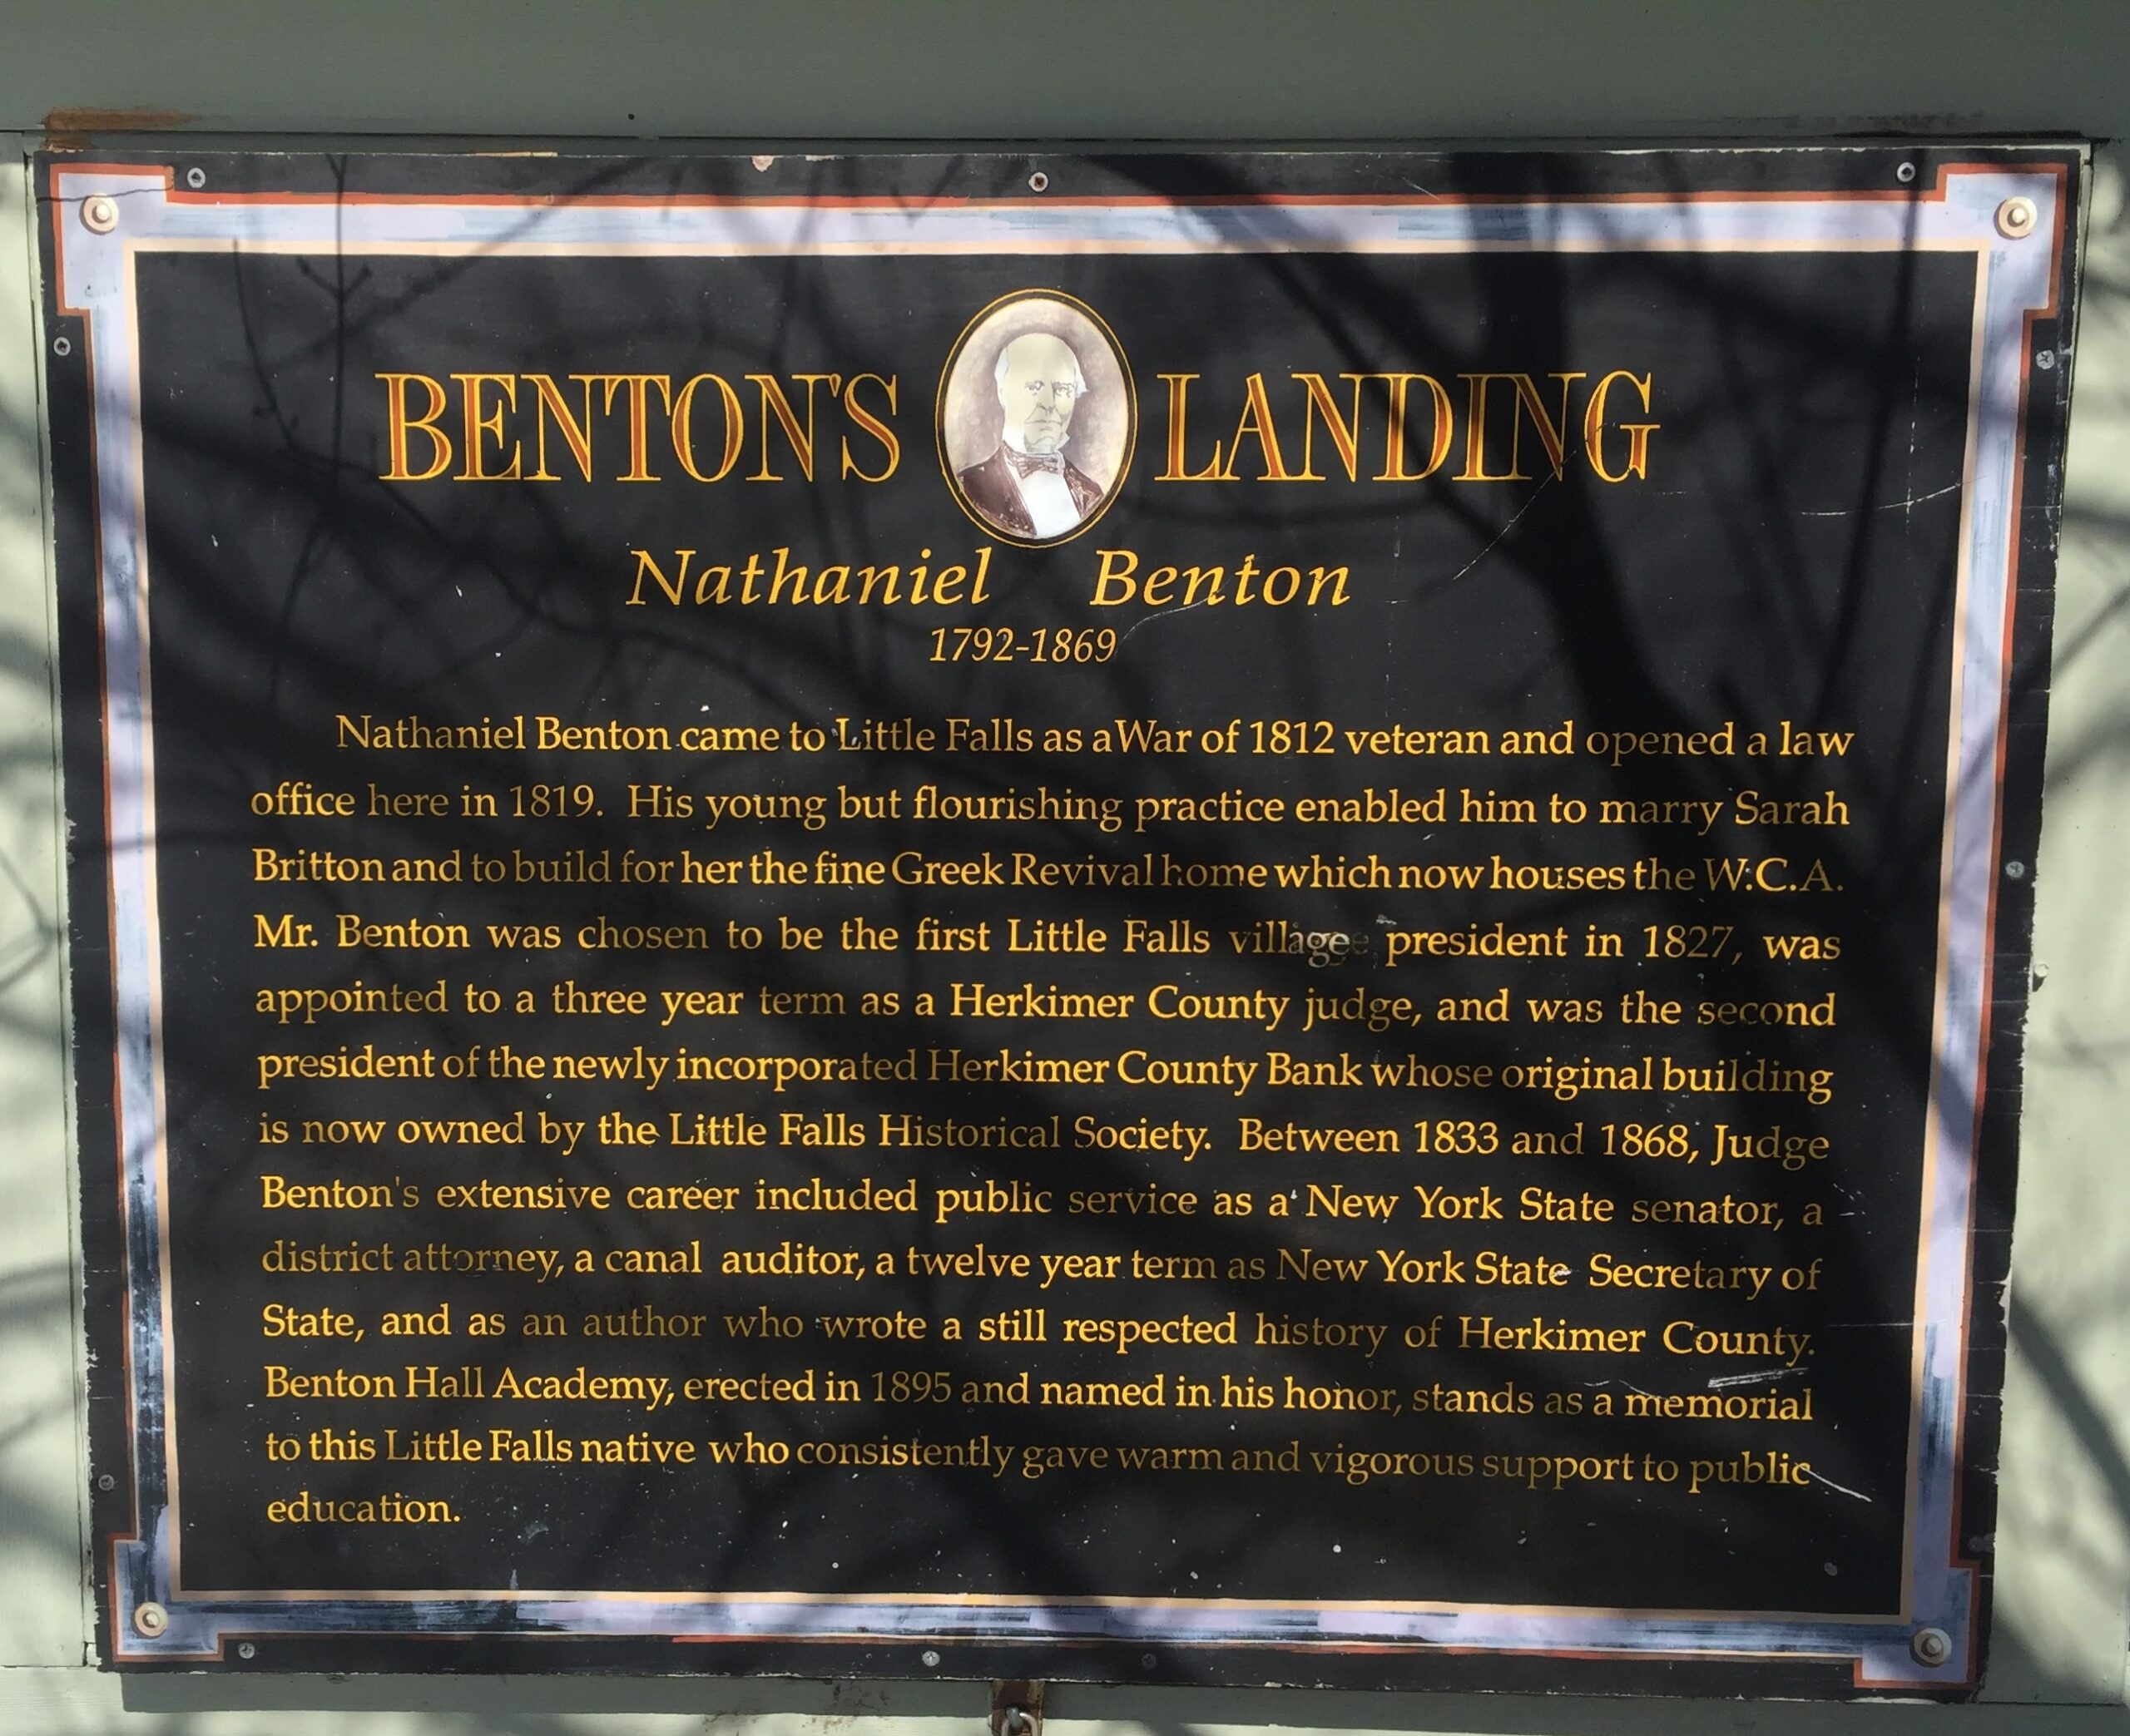 BENTON'S LANDING
Nathaniel Benton
1792-1869
Nathaniel Benton came to Little Falls as a War of 1812 veteran and opened a law
office here in 1819. His young but flourishing practice enabled him to marry Sarah
Britton and to build for her the fine Greek Revival home which now houses the W.C.A.
Mr. Benton was chosen to be the first Little Falls village president in 1827, was
appointed to a three year term as a Herkimer County judge, and was the second
president of the newly incorporated Herkimer County Bank whose original building
is now owned by the Little Falls Historical Society. Between 1833 and 1868, Judge
Benton's extensive career included public service as a New York State senator, a
district attorney, a canal auditor, a twelve year term as New York State Secretary of
State, and as an author who wrote a still respected history of Herkimer County.
Benton Hall Academy, erected in 1895 and named in his honor, stands as a memorial
to this Little Falls native who consistently gave warm and vigorous support to public
education.